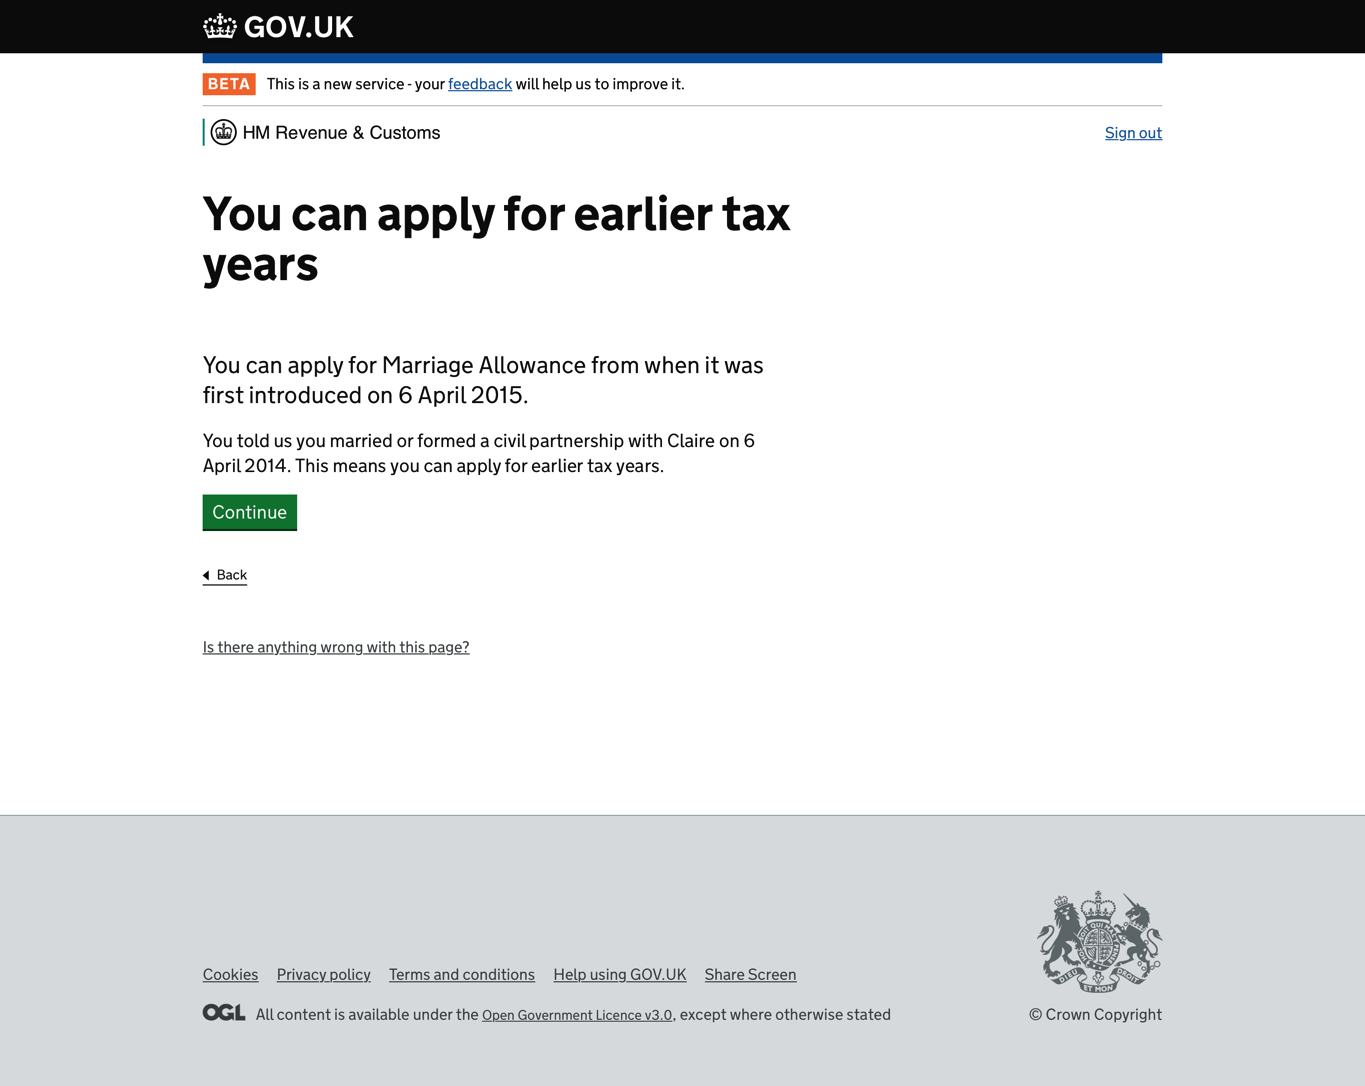 GOV.UK
BETA This is a new service - your feedback will help us to improve it.
HM Revenue & Customs
Sign out
You can apply for earlier tax
years
You can apply for Marriage Allowance from when it was
first introduced on 6 April 2015.
You told us you married or formed a civil partnership with Claire on 6
April 2014. This means you can apply for earlier tax years.
Continue
Back
Is there anything wrong with this page?
Cookies Privacy policy Terms and conditions Help using GOV.UK Share Screen
OGL All content is available under the Open Government Licence v3.0, except where otherwise stated
DIEU ET MON DROIT
© Crown Copyright